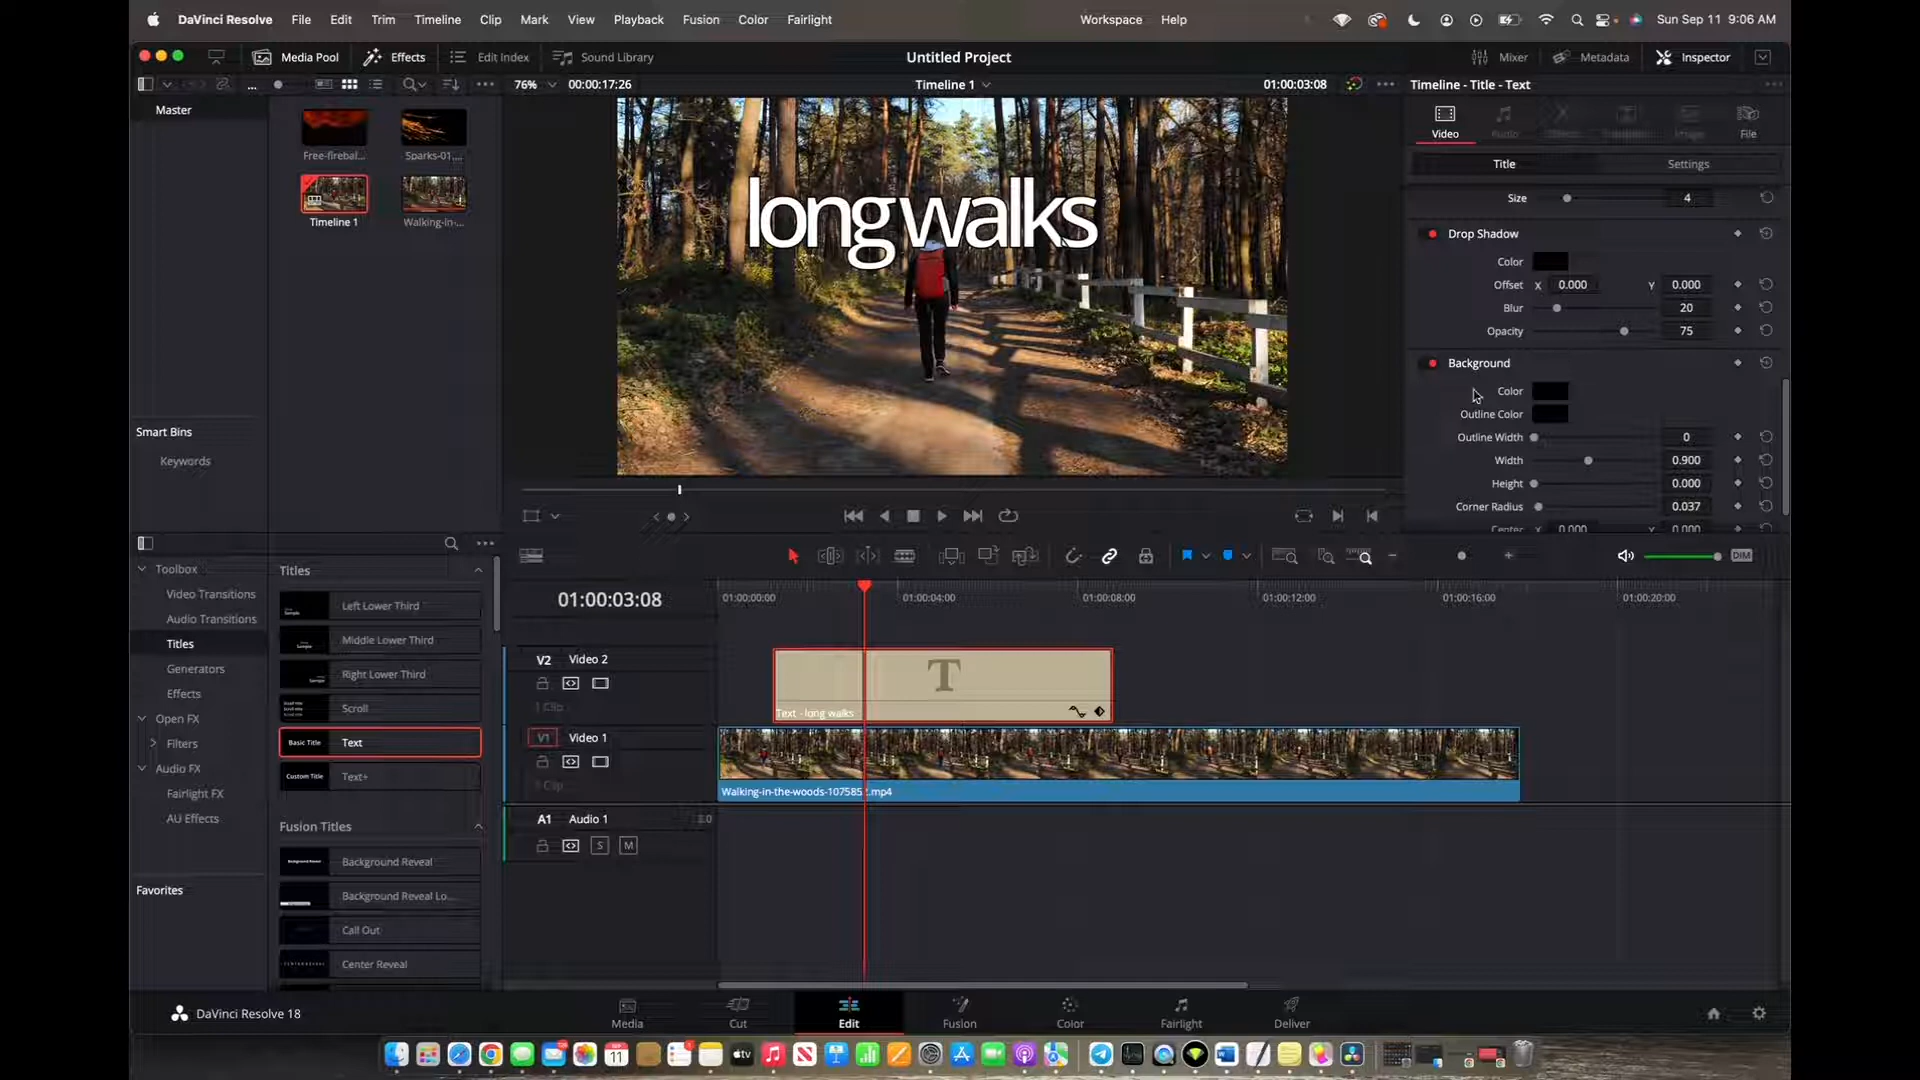 DaVinci Resolve File Edit Trim Timeline Clip Mark View Playback Fusion Color Fairlight Workspace Help Sun Sep 11 9:06 AM
Media Pool Effects Edit Index Sound Library Untitled Project Mixer Metadata Inspector
... 76% 00:00:17:26 Timeline 1 01:00:03:08 Timeline - Title - Text
Master
Free-firebal... Sparks-01....
Timeline 1 Walking-in-...
Smart Bins
Keywords
long walks
Video File
Title Settings
Size 4
Drop Shadow
Color
Offset X 0.000 Y 0.000
Blur 20
Opacity 75
Background
Color
Outline Color
Outline Width 0
Width 0.900
Height 0.000
Corner Radius 0.037
Center X 0.000 Y 0.000
DIM
Toolbox
Video Transitions
Audio Transitions
Titles
Generators
Effects
Open FX
Filters
Audio FX
Fairlight FX
AU Effects
Favorites
Titles
Left Lower Third
Middle Lower Third
Right Lower Third
Scroll
Basic Title Text
Custom Title Text+
Fusion Titles
Background Reveal
Background Reveal Lo...
Call Out
Center Reveal
01:00:03:08 01:00:00:00 01:00:04:00 01:00:08:00 01:00:12:00 01:00:16:00 01:00:20:00
V2 Video 2
1 Clip
T
Text - long walks
V1 Video 1
Walking-in-the-woods-107585 .mp4
A1 Audio 1 2.0
S M
DaVinci Resolve 18 Media Cut Edit Fusion Color Fairlight Deliver
SEP
11
tv